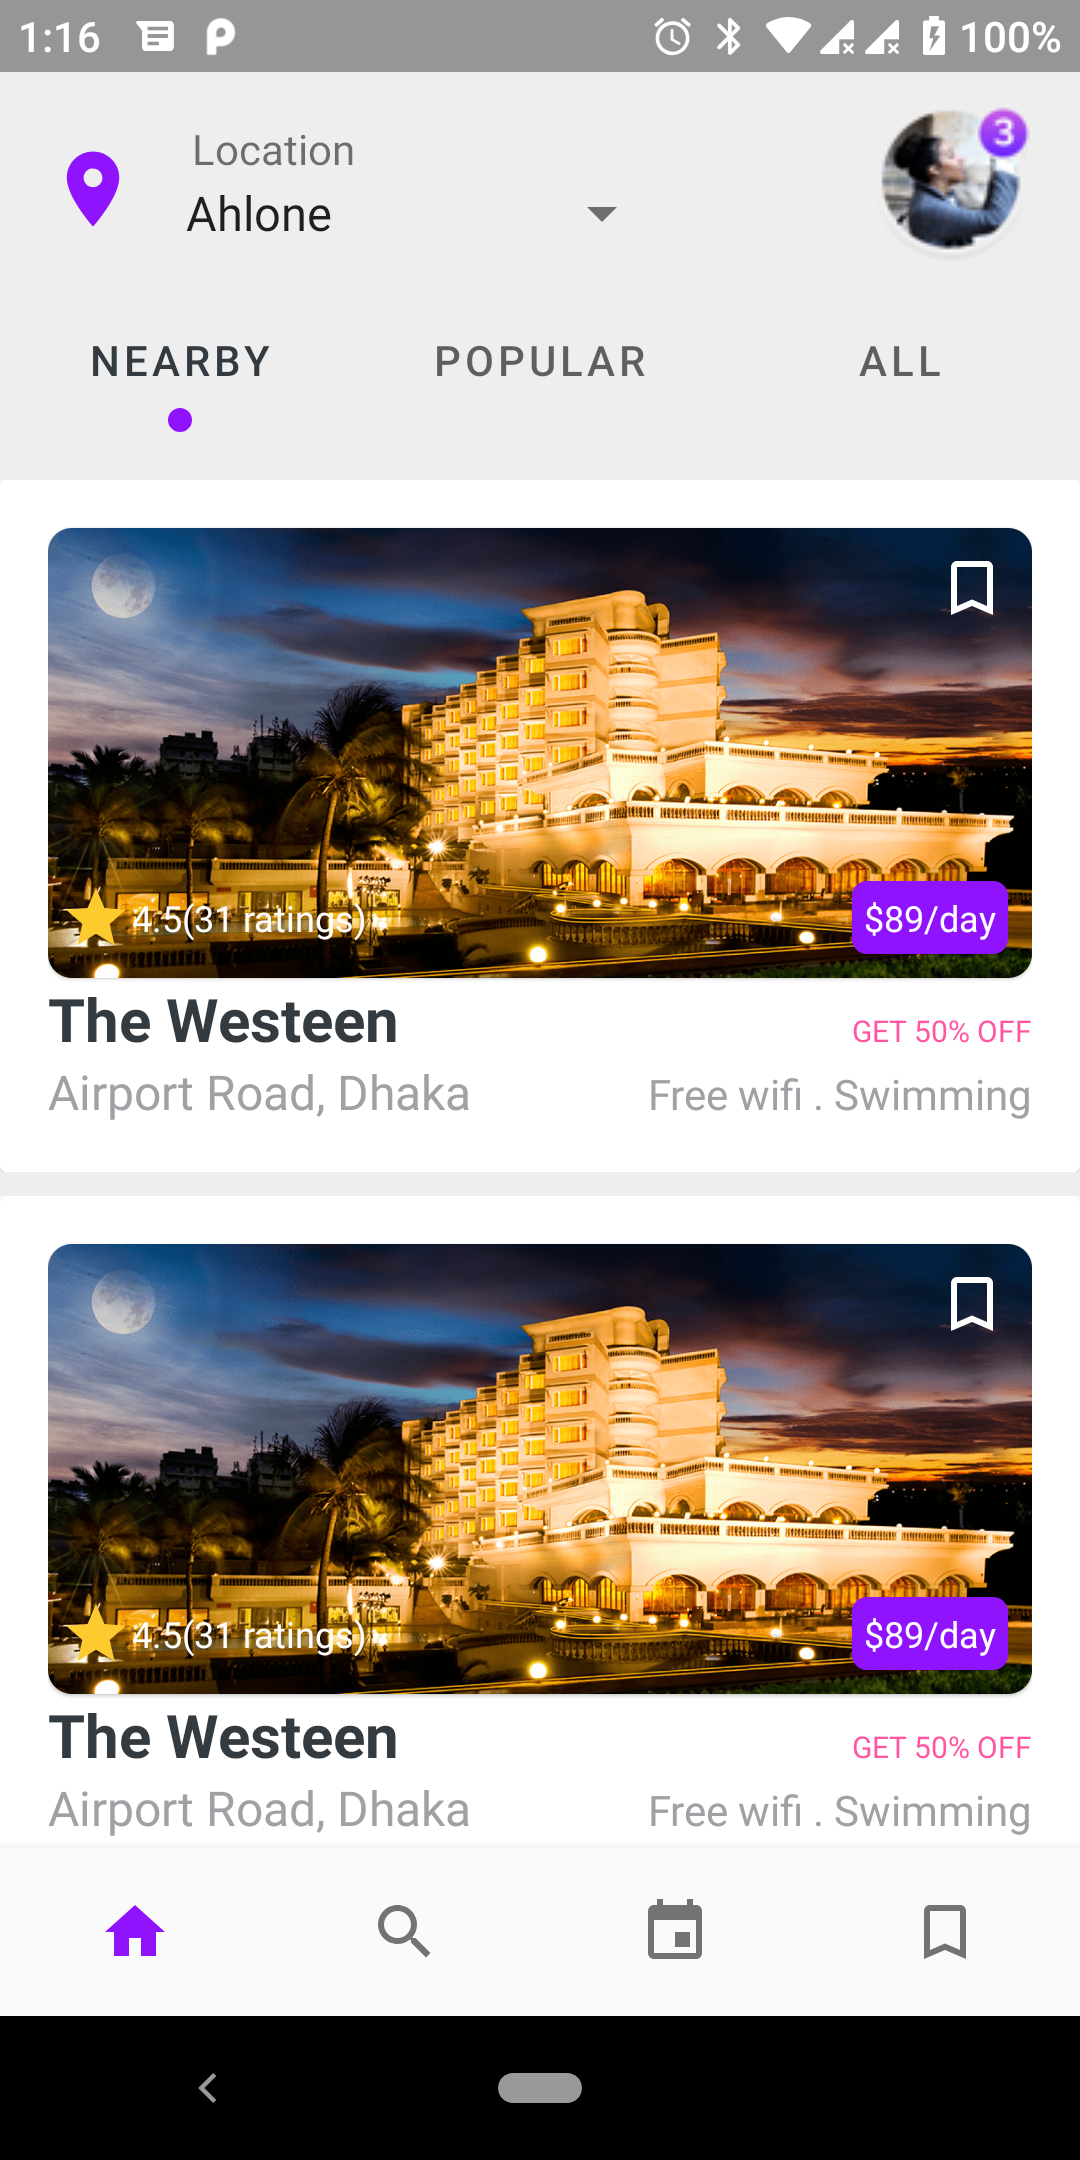 1:16 100%
Location
3
Ahlone
NEARBY POPULAR ALL
4.5(31 ratings) $89/day
The Westeen GET 50% OFF
Airport Road, Dhaka Free wifi . Swimming
4.5(31 ratings) $89/day
The Westeen GET 50% OFF
Airport Road, Dhaka Free wifi . Swimming